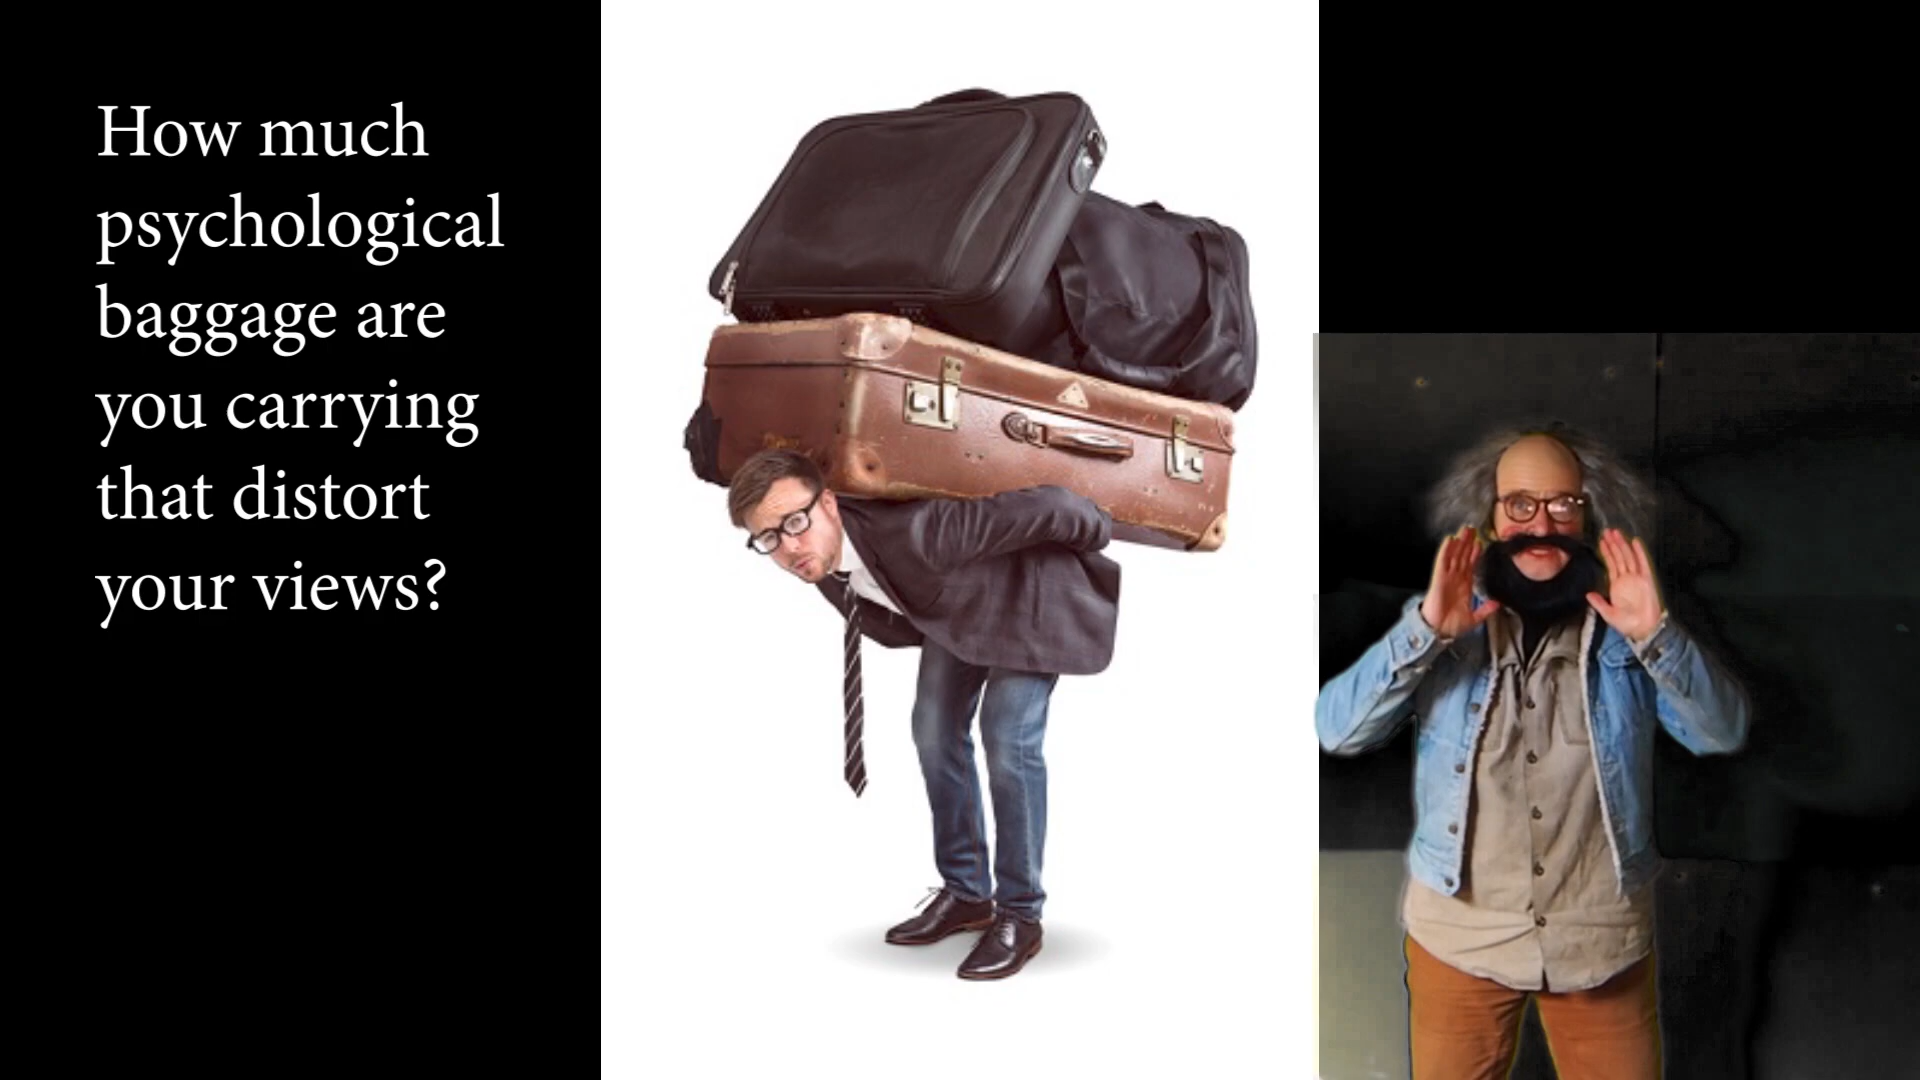 How much
psychological
baggage are
you carrying
that distort
your views?